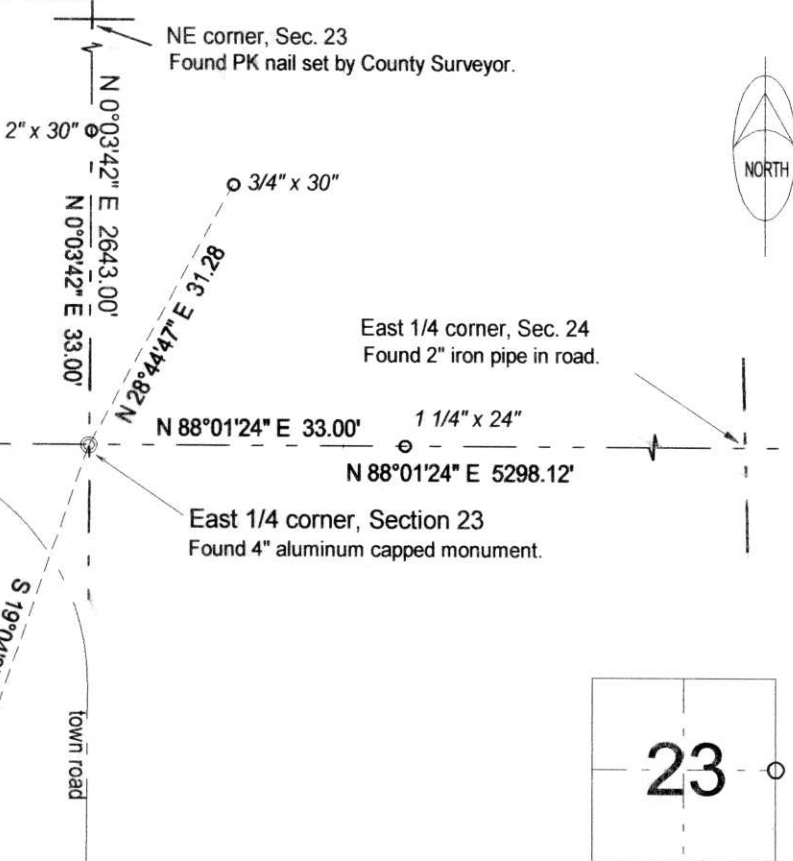 NE corner, Sec. 23
Found PK nail set by County Surveyor.
2" x 30"
N 0°03'42" E 2643.00'
N 0°03'42" E 33.00'
3/4" x 30"
N 28°44'47" E 31.28
NORTH
East 1/4 corner, Sec. 24
Found 2" iron pipe in road.
N 88°01'24" E 33.00'
1 1/4" x 24"
N 88°01'24" E 5298.12'
East 1/4 corner, Section 23
Found 4" aluminum capped monument.
S 19°04'
town road
23